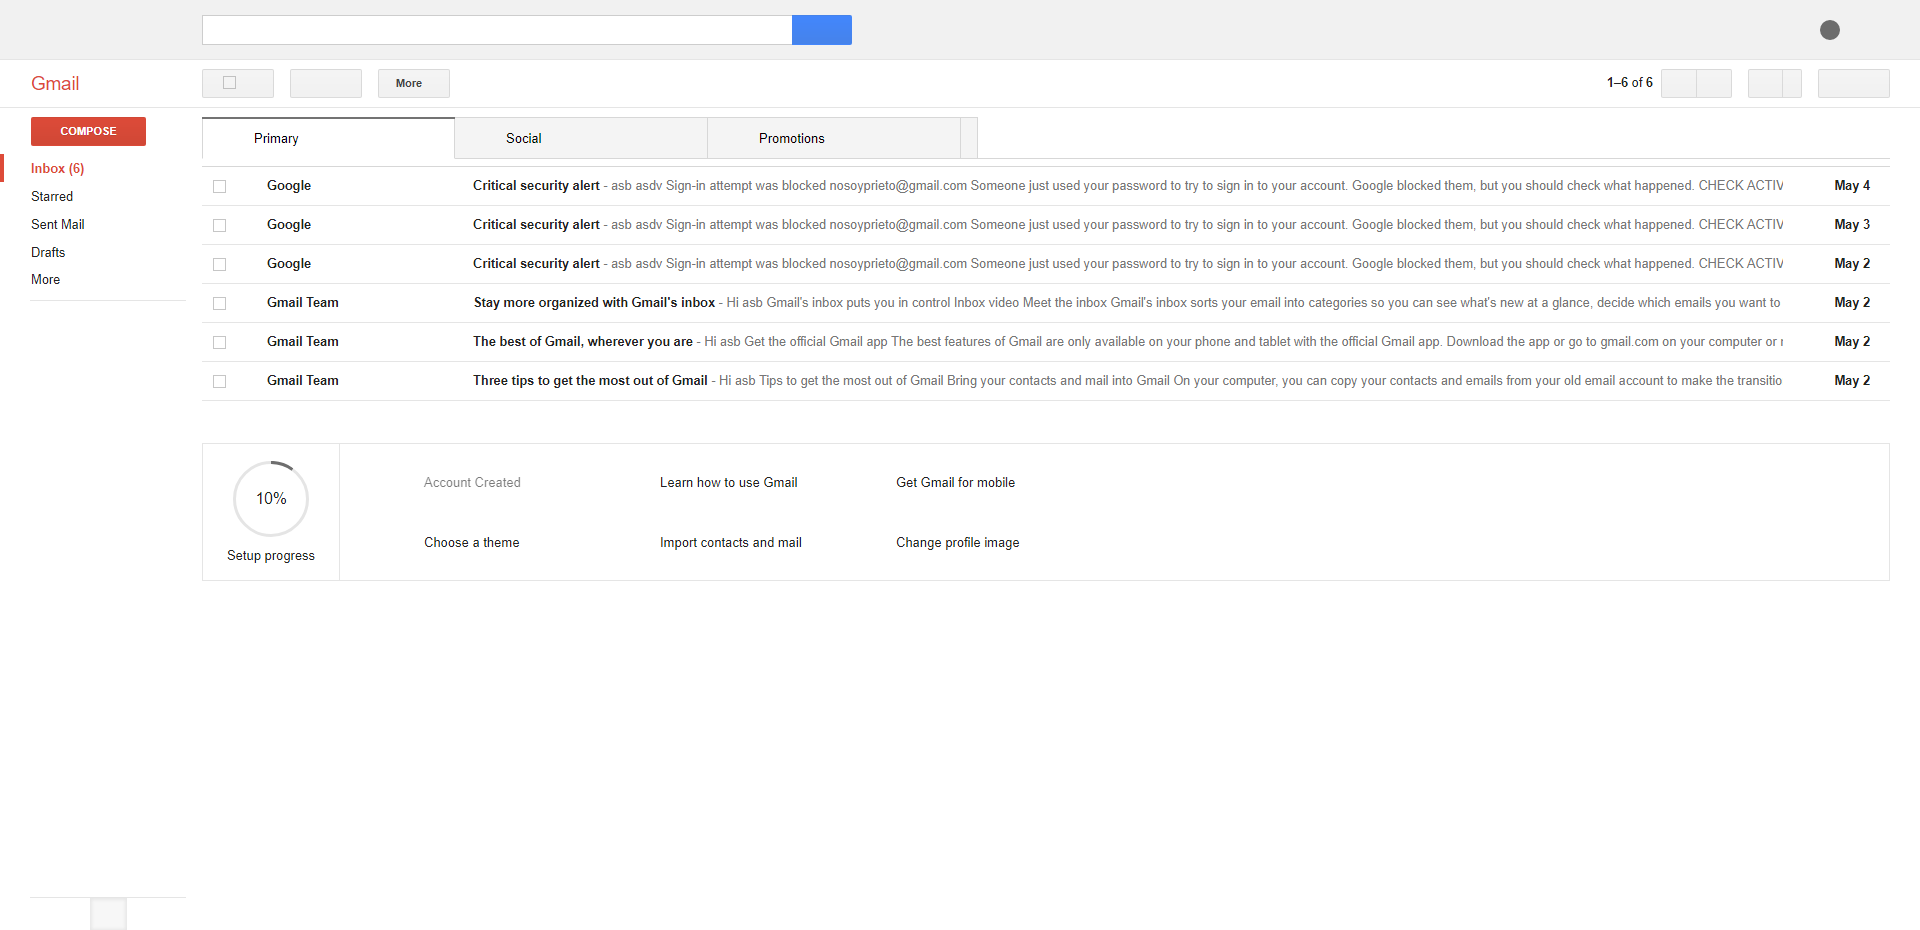 Gmail
More
1–6 of 6
COMPOSE
Inbox (6)
Starred
Sent Mail
Drafts
More
Primary Social Promotions
Google Critical security alert - asb asdv Sign-in attempt was blocked nosoyprieto@gmail.com Someone just used your password to try to sign in to your account. Google blocked them, but you should check what happened. CHECK ACTIV May 4
Google Critical security alert - asb asdv Sign-in attempt was blocked nosoyprieto@gmail.com Someone just used your password to try to sign in to your account. Google blocked them, but you should check what happened. CHECK ACTIV May 3
Google Critical security alert - asb asdv Sign-in attempt was blocked nosoyprieto@gmail.com Someone just used your password to try to sign in to your account. Google blocked them, but you should check what happened. CHECK ACTIV May 2
Gmail Team Stay more organized with Gmail's inbox - Hi asb Gmail's inbox puts you in control Inbox video Meet the inbox Gmail's inbox sorts your email into categories so you can see what's new at a glance, decide which emails you want to May 2
Gmail Team The best of Gmail, wherever you are - Hi asb Get the official Gmail app The best features of Gmail are only available on your phone and tablet with the official Gmail app. Download the app or go to gmail.com on your computer or May 2
Gmail Team Three tips to get the most out of Gmail - Hi asb Tips to get the most out of Gmail Bring your contacts and mail into Gmail On your computer, you can copy your contacts and emails from your old email account to make the transitio May 2
10%
Setup progress
Account Created Learn how to use Gmail Get Gmail for mobile
Choose a theme Import contacts and mail Change profile image